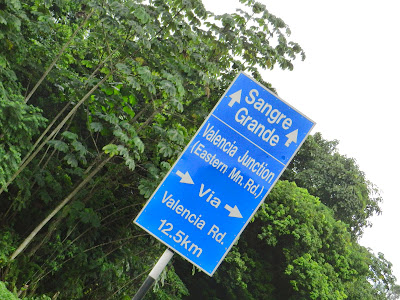 Sangre
Grande
Valencia Junction
(Eastern Mn. Rd.)
Via
Valencia Rd.
12.5km